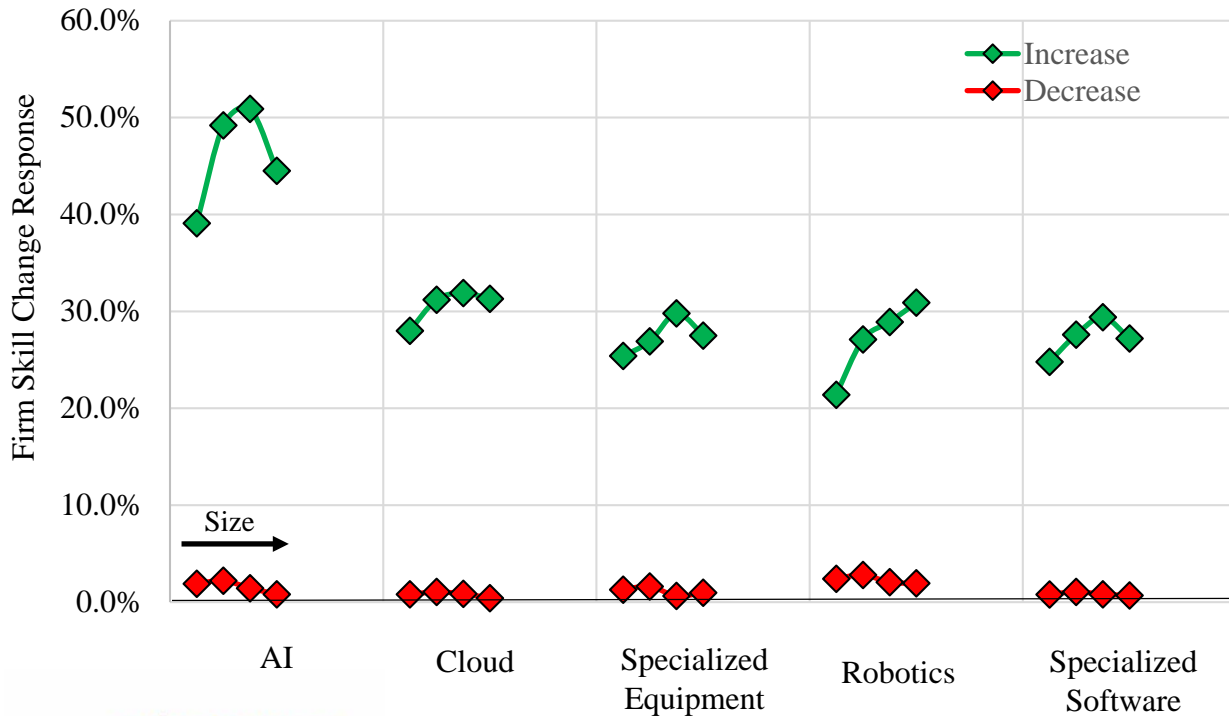 Firm Skill Change Response
60.0%
50.0%
40.0%
30.0%
20.0%
10.0%
0.0%
Increase
Decrease
Size
AI
Cloud
Specialized
Equipment
Robotics
Specialized
Software